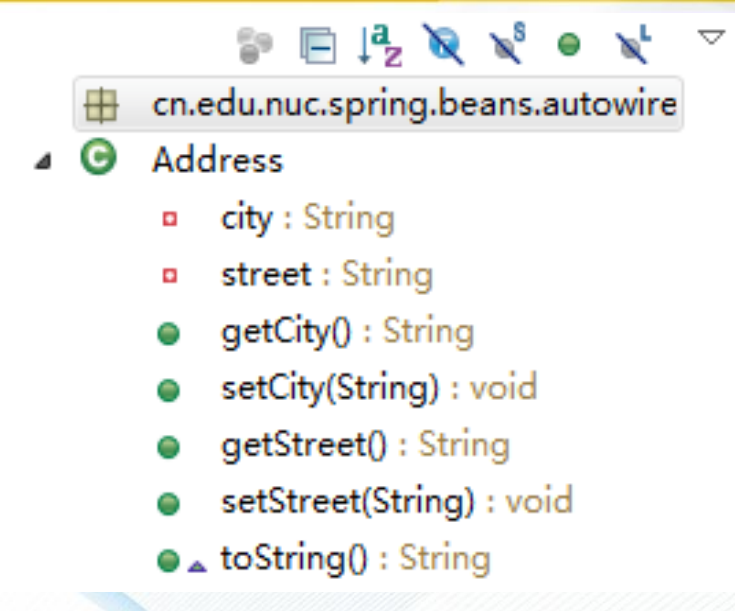 cn.edu.nuc.spring.beans.autowire
Address
city : String
street : String
getCity() : String
setCity(String) : void
getStreet() : String
setStreet(String) : void
toString() : String